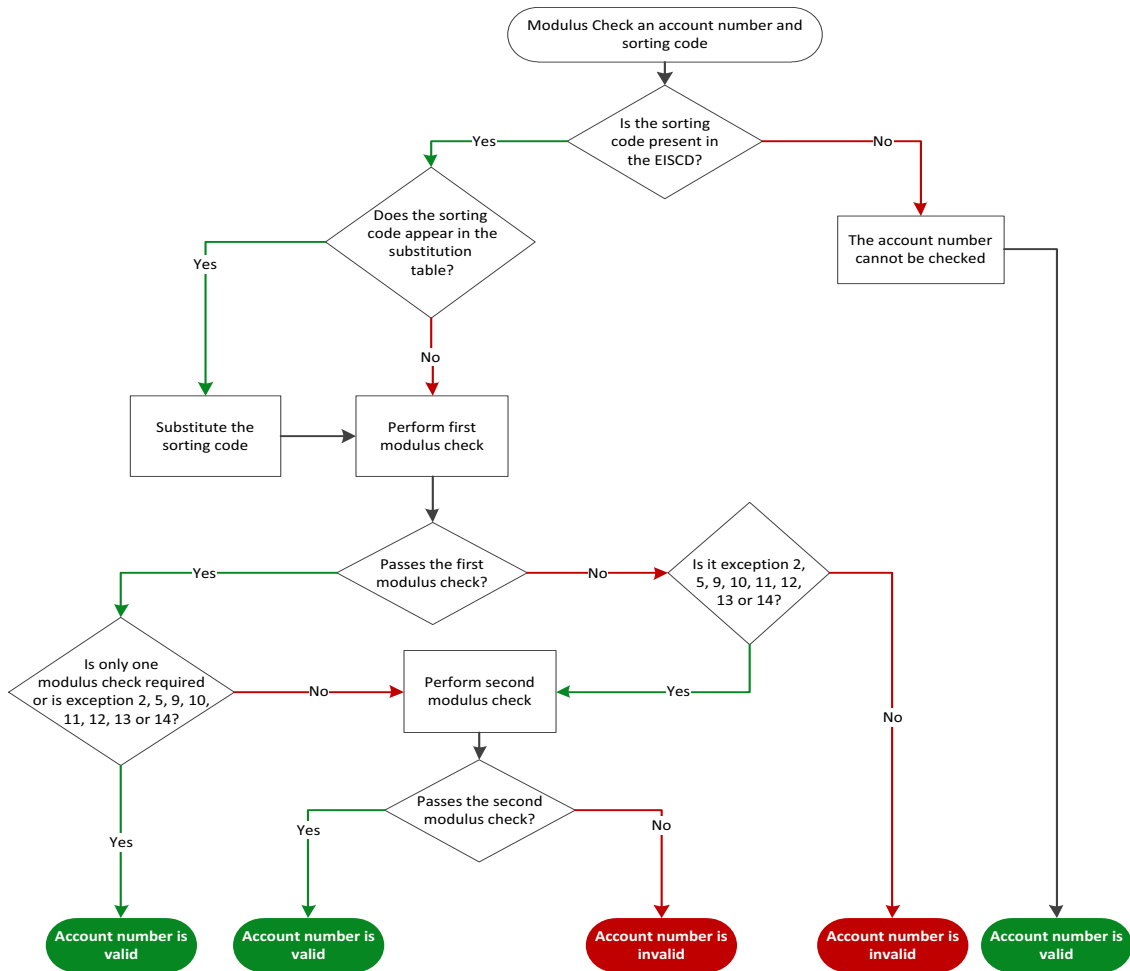 Modulus Check an account number and
sorting code
Is the sorting
code present in
the EISCD?
Yes
No
Does the sorting
code appear in the
substitution
table?
Yes
No
The account number
cannot be checked
Substitute the
sorting code
Perform first
modulus check
Passes the first
modulus check?
Yes
No
Is it exception 2,
5, 9, 10, 11, 12,
13 or 14?
Is only one
modulus check required
or is exception 2, 5, 9, 10,
11, 12, 13 or 14?
No
Perform second
modulus check
Yes
No
Passes the second
modulus check?
Yes
Yes
No
Account number is
valid
Account number is
valid
Account number is
invalid
Account number is
invalid
Account number is
valid